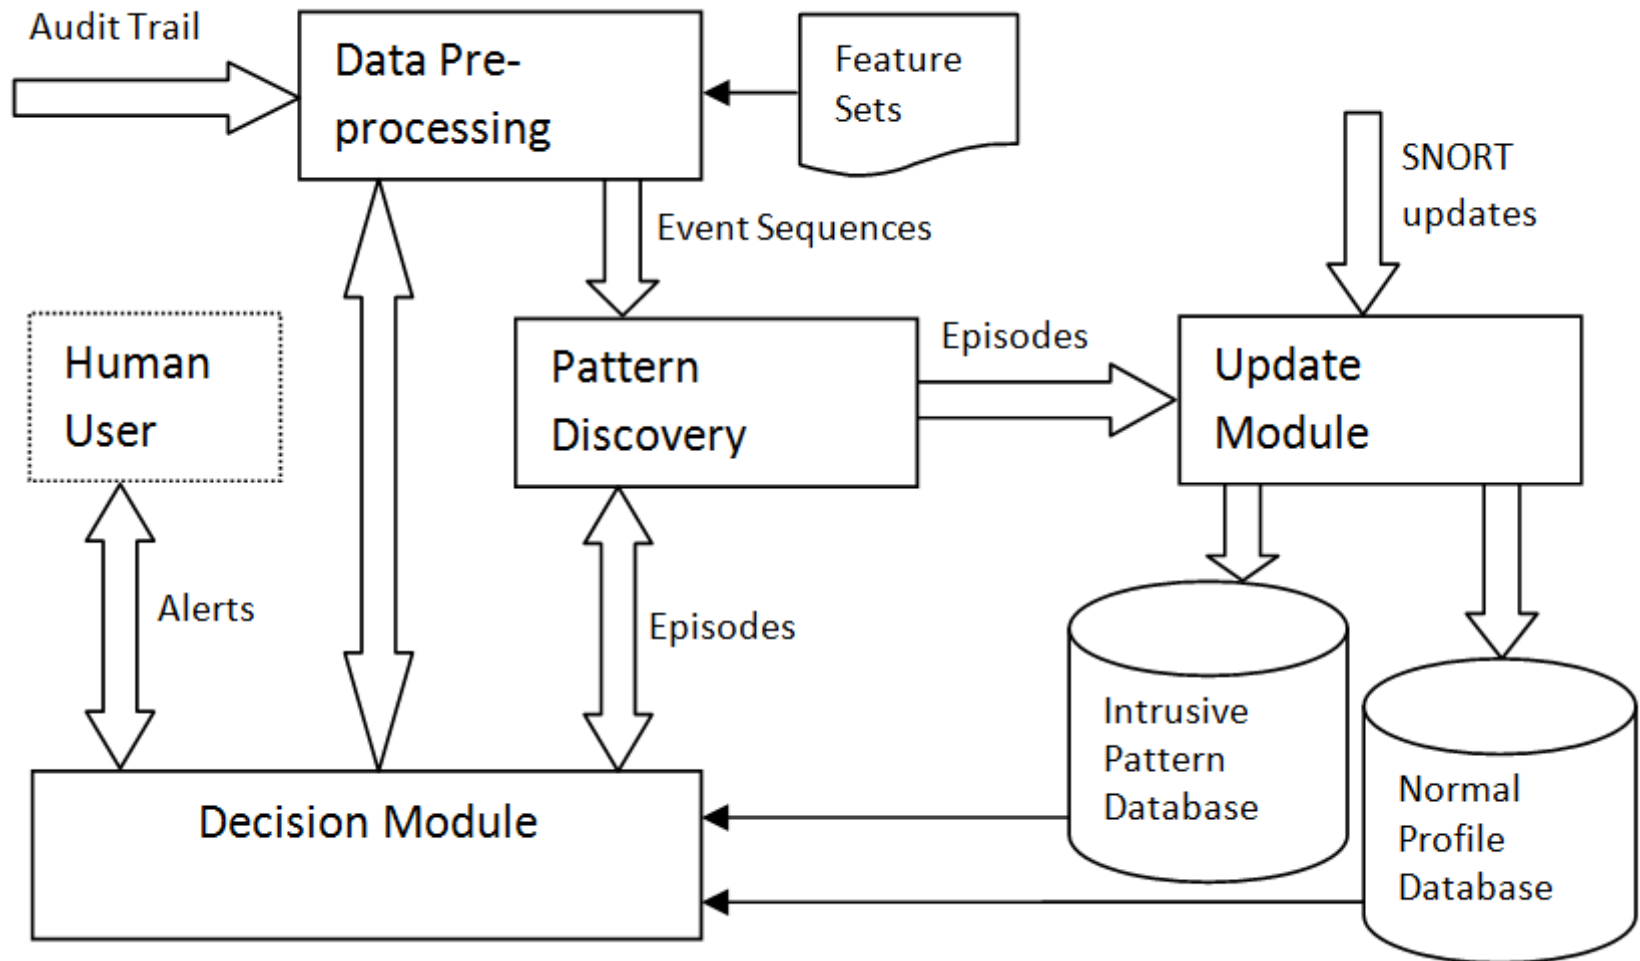 Audit Trail
Data Pre-
processing
Feature
Sets
SNORT
updates
Event Sequences
Human
User
Pattern
Discovery
Episodes
Update
Module
Alerts
Episodes
Intrusive
Pattern
Database
Normal
Profile
Database
Decision Module